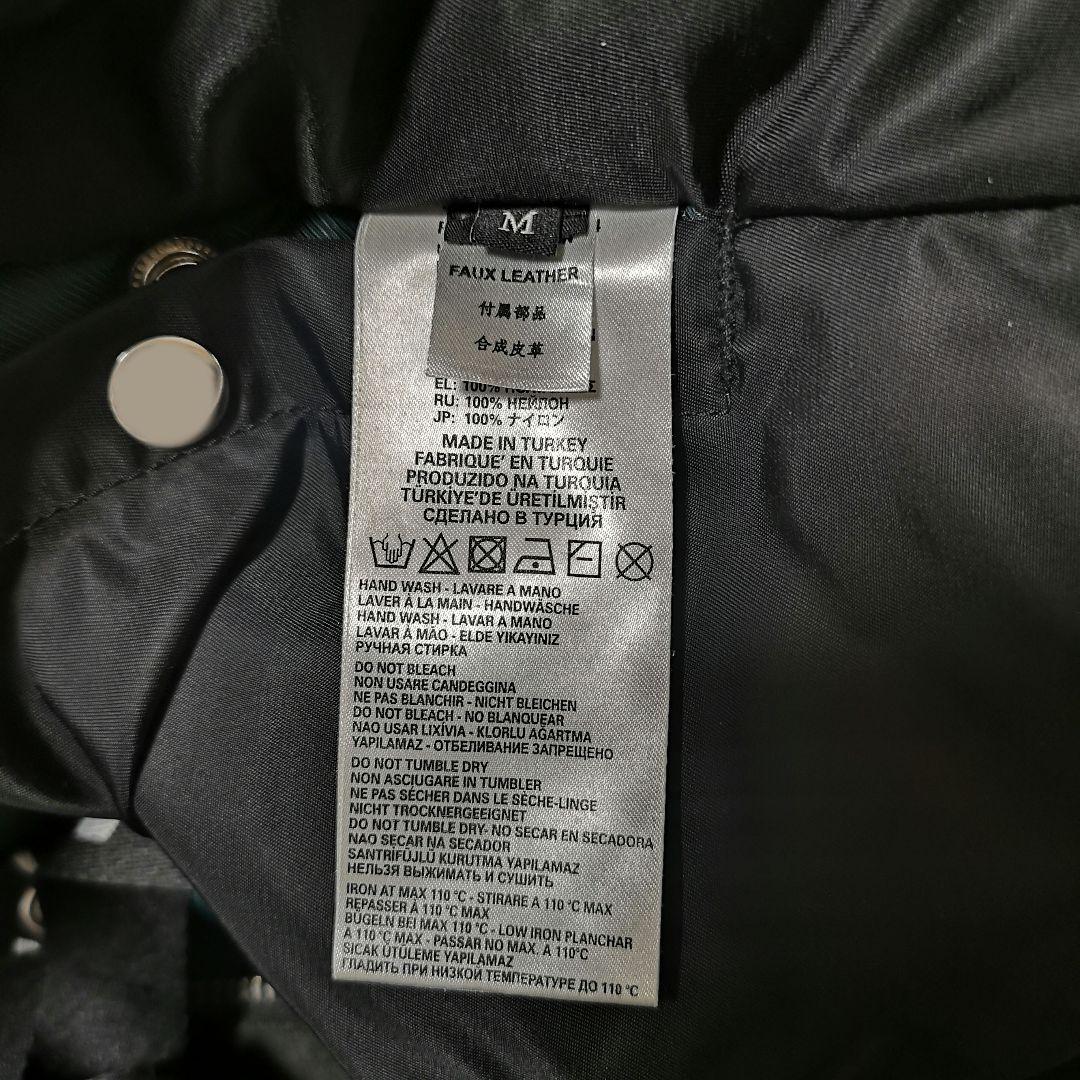 M
FAUX LEATHER
付属部品
合成皮革
EL: 100%
RU: 100% НЕЙЛОН
JP: 100% ナイロン
MADE IN TURKEY
FABRIQUE' EN TURQUIE
PRODUZIDO NA TURQUIA
TÜRKİYE'DE ÜRETİLMİŞTİR
СДЕЛАНО В ТУРЦИЯ
HAND WASH - LAVARE A MANO
LAVER À LA MAIN - HANDWÄSCHE
HAND WASH - LAVAR A MANO
LAVAR À MÃO - ELDE YIKAYINIZ
РУЧНАЯ СТИРКА
DO NOT BLEACH
NON USARE CANDEGGINA
NE PAS BLANCHIR - NICHT BLEICHEN
DO NOT BLEACH - NO BLANQUEAR
NAO USAR LIXÍVIA - KLORLU AĞARTMA
YAPILAMAZ - ОТБЕЛИВАНИЕ ЗАПРЕЩЕНО
DO NOT TUMBLE DRY
NON ASCIUGARE IN TUMBLER
NE PAS SÉCHER DANS LE SÈCHE-LINGE
NICHT TROCKNERGEEIGNET
DO NOT TUMBLE DRY- NO SECAR EN SECADORA
NAO SECAR NA SECADOR
SANTRİFÜJLÜ KURUTMA YAPILAMAZ
НЕЛЬЗЯ ВЫЖИМАТЬ И СУШИТЬ
IRON AT MAX 110 °C - STIRARE A 110 °C MAX
REPASSER À 110 °C MAX
BÜGELN BEI MAX 110 °C - LOW IRON PLANCHAR
A 110 °C MAX - PASSAR NO MAX. A 110°C
SICAK ÜTÜLEME YAPILAMAZ
ГЛАДИТЬ ПРИ НИЗКОЙ ТЕМПЕРАТУРЕ ДО 110 °C